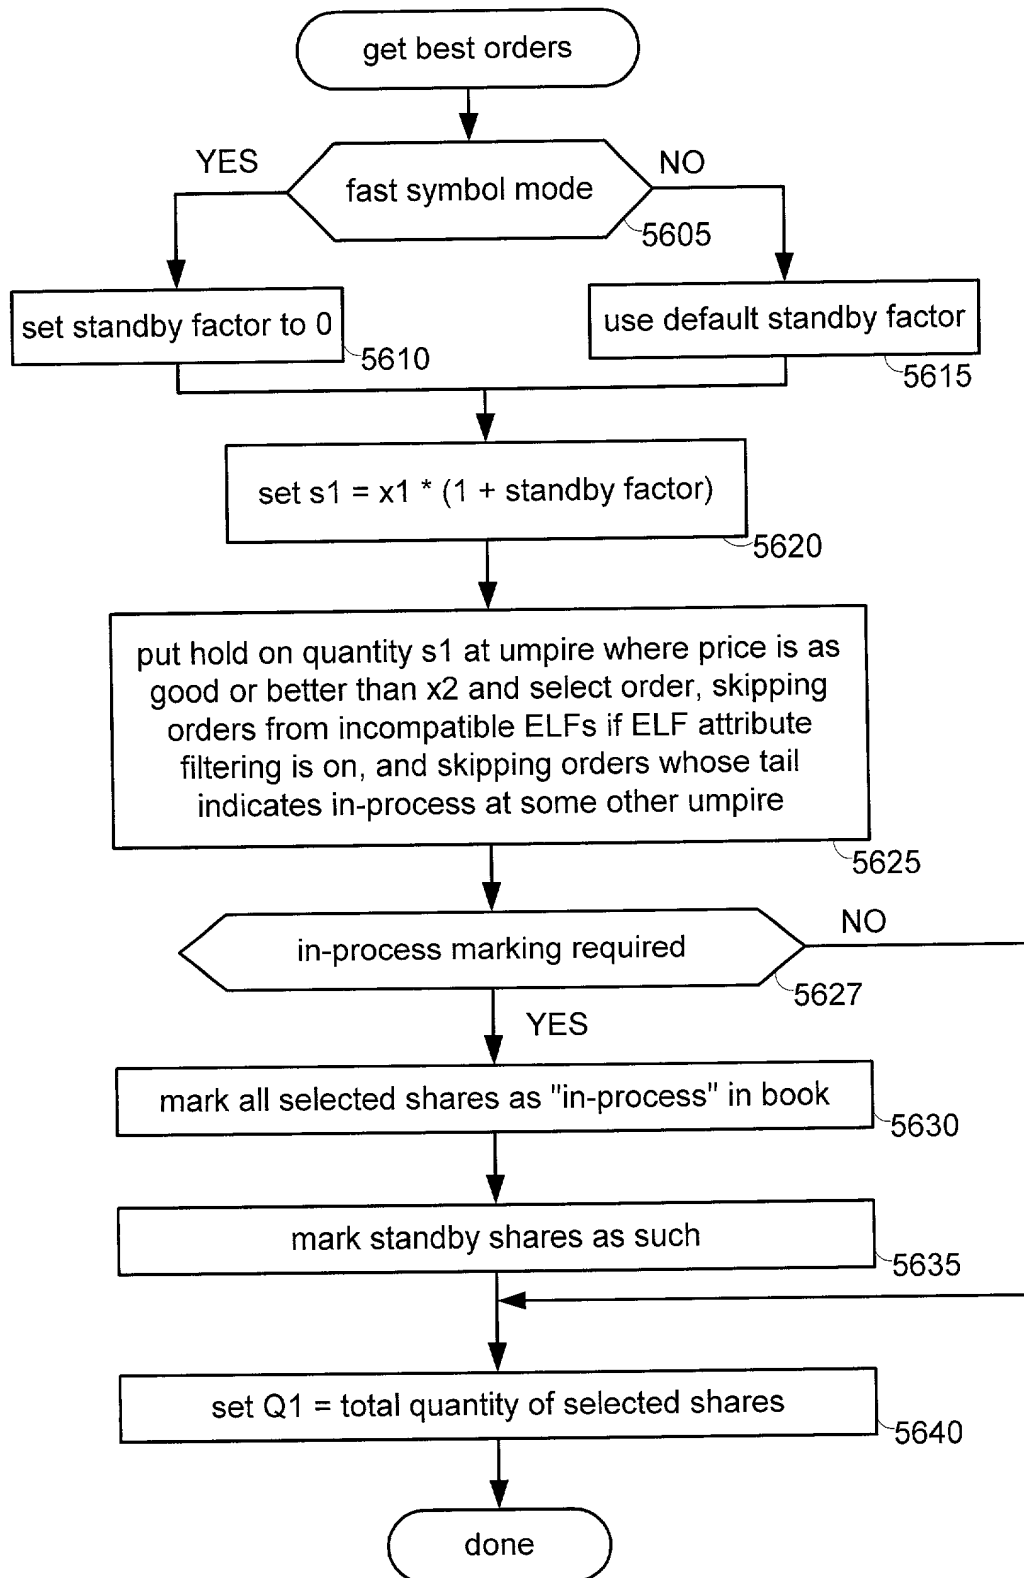 get best orders
YES
NO
fast symbol mode
5605
set standby factor to 0
5610
use default standby factor
5615
set s1 = x1 * (1 + standby factor)
5620
put hold on quantity s1 at umpire where price is as
good or better than x2 and select order, skipping
orders from incompatible ELFs if ELF attribute
filtering is on, and skipping orders whose tail
indicates in-process at some other umpire
5625
NO
in-process marking required
5627
YES
mark all selected shares as "in-process" in book
5630
mark standby shares as such
5635
set Q1 = total quantity of selected shares
5640
done